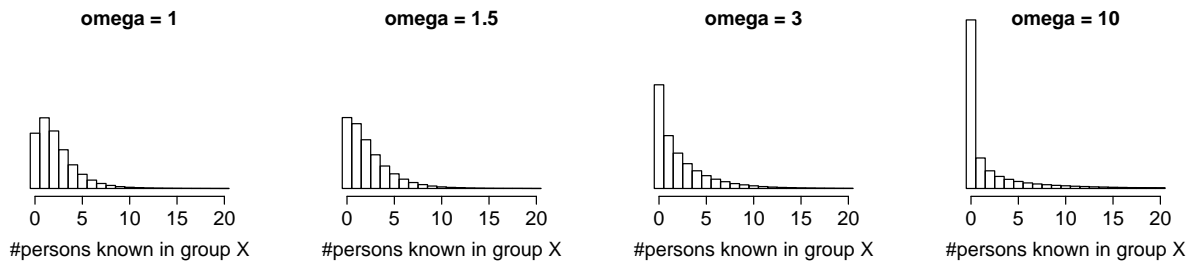 omega = 1
0 5 10 15 20
#persons known in group X
omega = 1.5
0 5 10 15 20
#persons known in group X
omega = 3
0 5 10 15 20
#persons known in group X
omega = 10
0 5 10 15 20
#persons known in group X